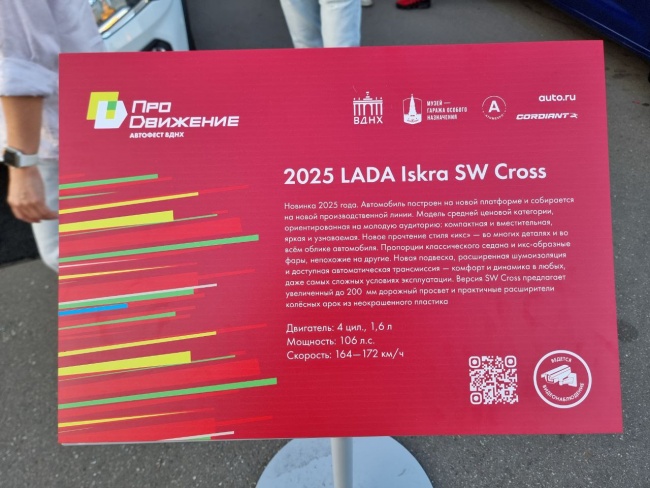 ПРО
DВИЖЕНИЕ
АВТОФЕСТ ВДНХ
ВДНХ
МУЗЕЙ —
ГАРАЖА ОСОБОГО
НАЗНАЧЕНИЯ
auto.ru
CORDIANT
2025 LADA Iskra SW Cross
Новинка 2025 года. Автомобиль построен на новой платформе и собирается
на новой производственной линии. Модель средней ценовой категории,
ориентированная на молодую аудиторию: компактная и вместительная,
яркая и узнаваемая. Новое прочтение стиля «икс» — во многих деталях и во
всём облике автомобиля. Пропорции классического седана и икс-образные
фары, непохожие на другие. Новая подвеска, расширенная шумоизоляция
и доступная автоматическая трансмиссия — комфорт и динамика в любых,
даже самых сложных условиях эксплуатации. Версия SW Cross предлагает
увеличенный до 200 мм дорожный просвет и практичные расширители
колёсных арок из неокрашенного пластика
Двигатель: 4 цил., 1,6 л
Мощность: 106 л.с.
Скорость: 164—172 км/ч
ВЕДЕТСЯ
ВИДЕОНАБЛЮДЕНИЕ